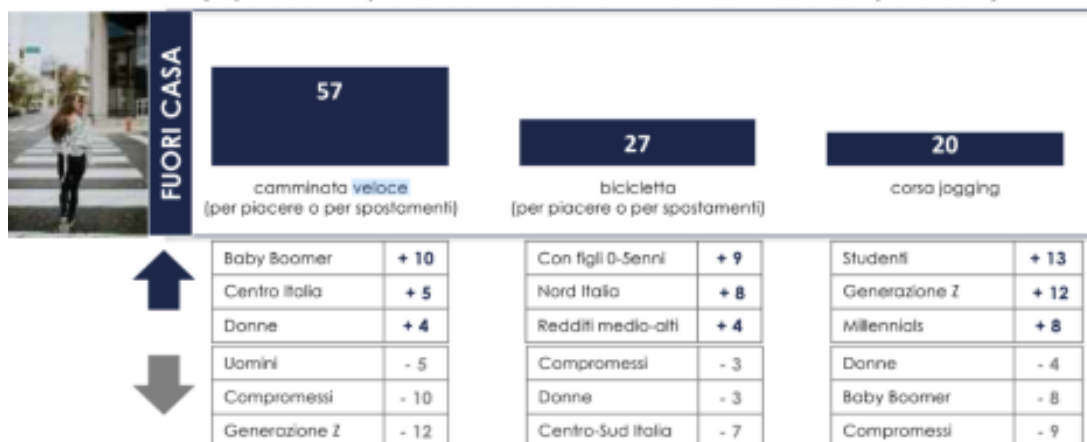 FUORI CASA
57
27
20
camminata veloce
(per piacere o per spostamenti)
bicicletta
(per piacere o per spostamenti)
corsa jogging
Baby Boomer + 10
Centro Italia + 5
Donne + 4
Uomini - 5
Compromessi - 10
Generazione Z - 12
Con figli 0-5enni + 9
Nord Italia + 8
Redditi medio-alti + 4
Compromessi - 3
Donne - 3
Centro-Sud Italia - 7
Studenti + 13
Generazione Z + 12
Millennials + 8
Donne - 4
Baby Boomer - 8
Compromessi - 9